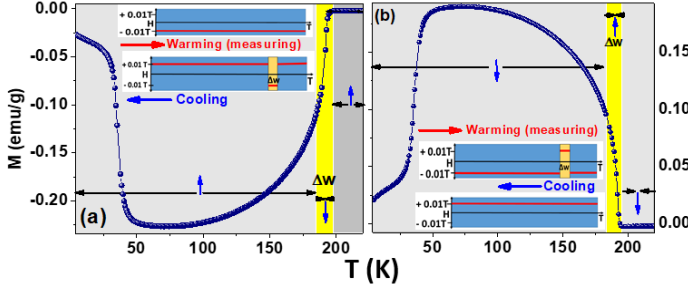 0.00
-0.05
-0.10
-0.15
-0.20
M (emu/g)
+ 0.01T
H
- 0.01T
T
Warming (measuring)
+0.01T
H
-0.01T
Δw
T
Cooling
Δw
(a)
0
50
100
150
200
(b)
0.15
0.10
0.05
0.00
Δw
Warming (measuring)
+ 0.01T
H
- 0.01T
Δw
T
Cooling
+ 0.01T
H
-0.01T
T
50
100
150
200
T (K)